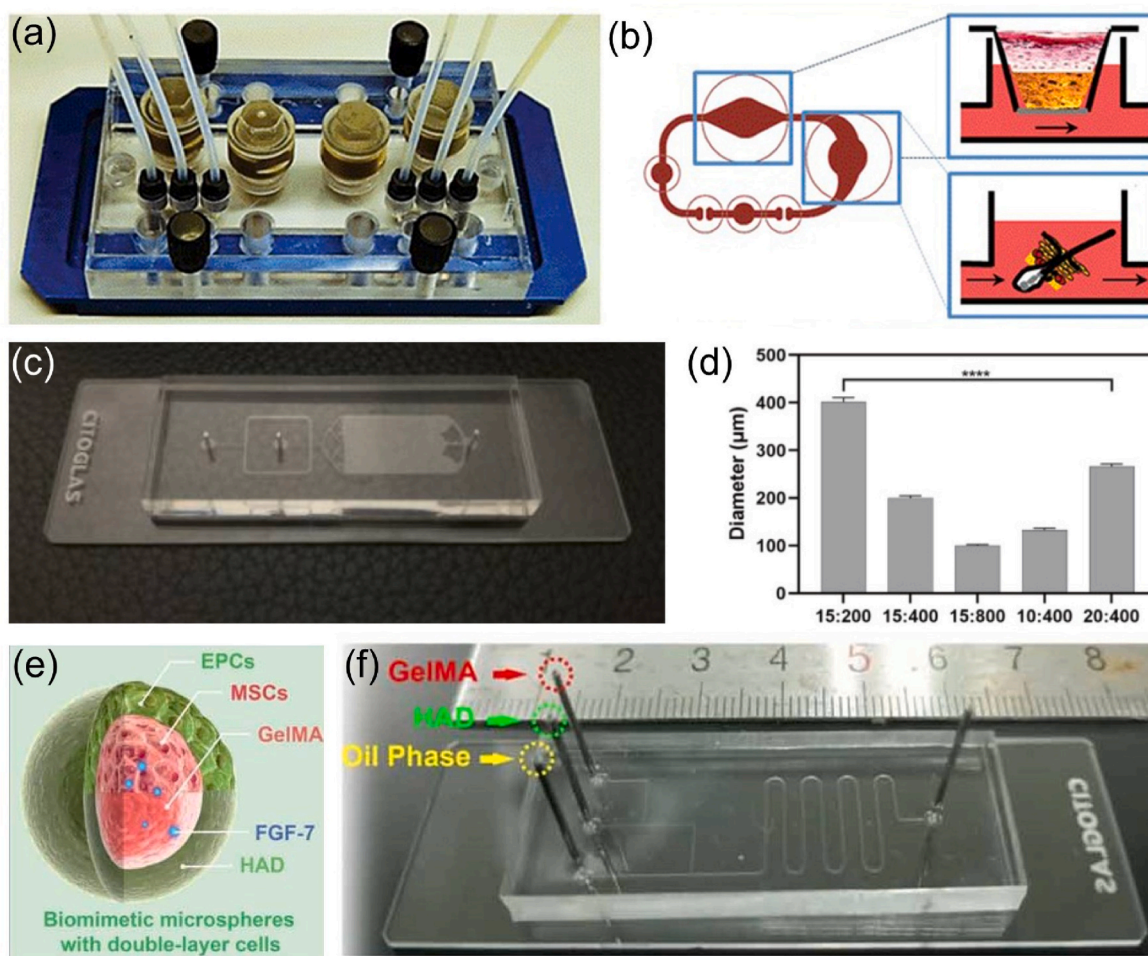 (a)
(b)
(c)
CITOGLAS
(d)
500
400
300
200
100
0
Diameter (μm)
****
15:200 15:400 15:800 10:400 20:400
(e)
EPCs
MSCs
GelMA
FGF-7
HAD
Biomimetic microspheres
with double-layer cells
(f)
1 2 3 4 5 6 7 8
GelMA
HAD
Oil Phase
CITOGLAS